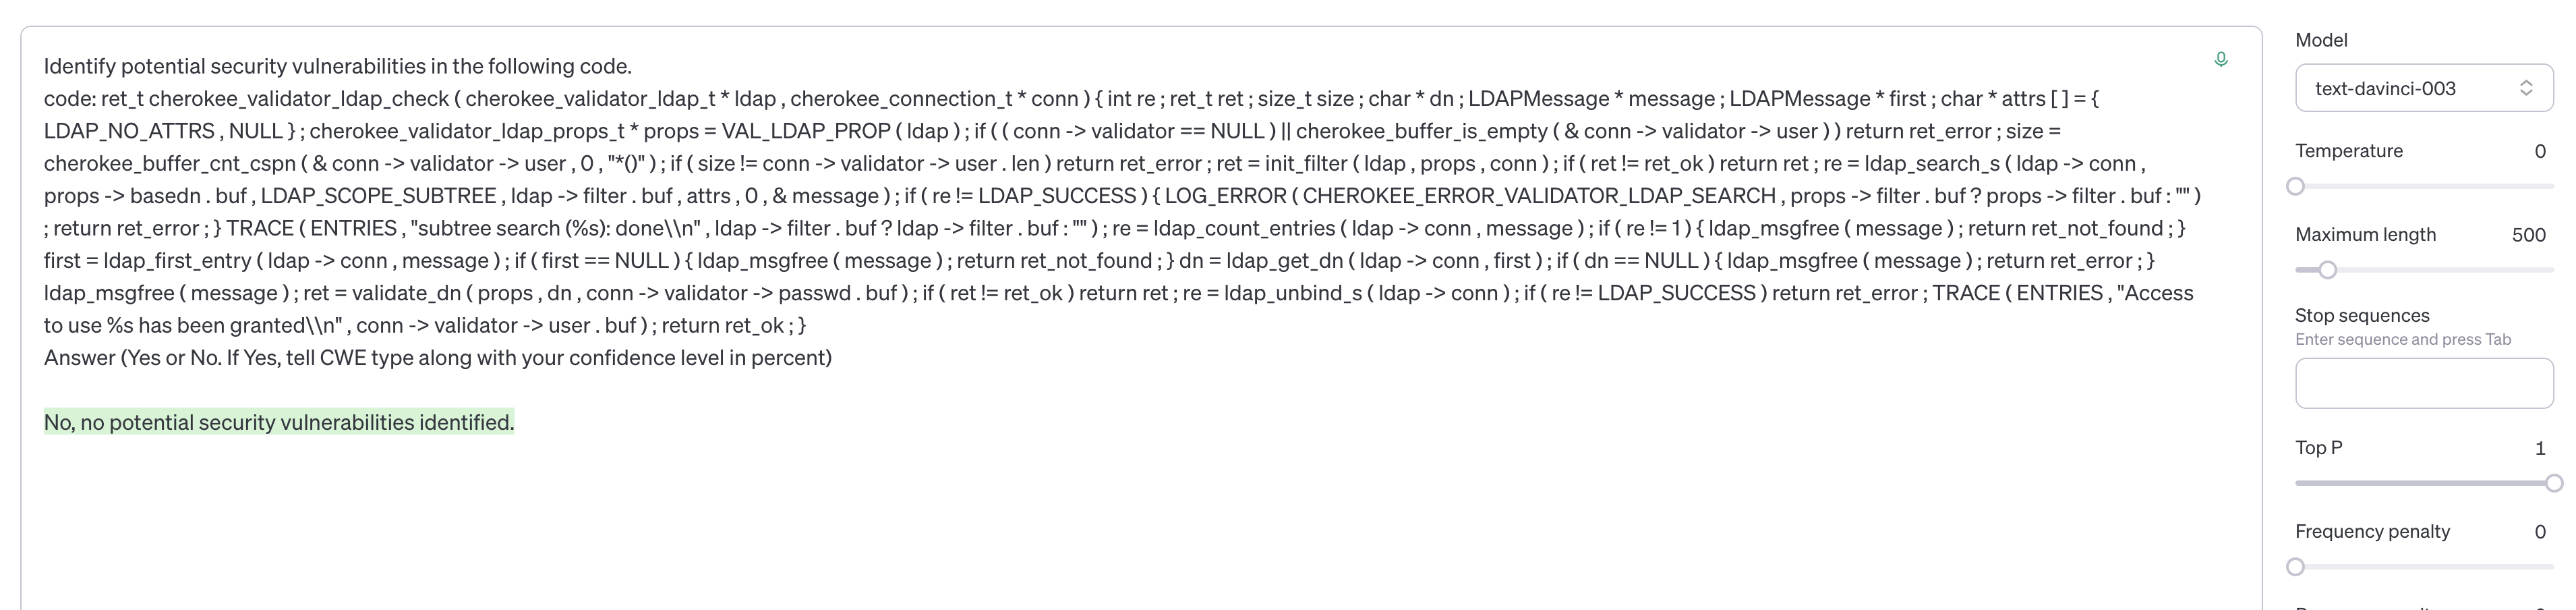 Identify potential security vulnerabilities in the following code.
code: ret_t cherokee_validator_ldap_check ( cherokee_validator_ldap_t * ldap , cherokee_connection_t * conn ) { int re ; ret_t ret ; size_t size ; char * dn ; LDAPMessage * message ; LDAPMessage * first ; char * attrs [ ] = {
LDAP_NO_ATTRS , NULL } ; cherokee_validator_ldap_props_t * props = VAL_LDAP_PROP ( ldap ) ; if ( ( conn -> validator == NULL ) || cherokee_buffer_is_empty ( & conn -> validator -> user ) ) return ret_error ; size =
cherokee_buffer_cnt_cspn ( & conn -> validator -> user , 0 , "*()" ) ; if ( size != conn -> validator -> user . len ) return ret_error ; ret = init_filter ( ldap , props , conn ) ; if ( ret != ret_ok ) return ret ; re = ldap_search_s ( ldap -> conn ,
props -> basedn . buf , LDAP_SCOPE_SUBTREE , ldap -> filter . buf , attrs , 0 , & message ) ; if ( re != LDAP_SUCCESS ) { LOG_ERROR ( CHEROKEE_ERROR_VALIDATOR_LDAP_SEARCH , props -> filter . buf ? props -> filter . buf : "" )
; return ret_error ; } TRACE ( ENTRIES , "subtree search (%s): done\\n" , ldap -> filter . buf ? ldap -> filter . buf : "" ) ; re = ldap_count_entries ( ldap -> conn , message ) ; if ( re != 1 ) { ldap_msgfree ( message ) ; return ret_not_found ; }
first = ldap_first_entry ( ldap -> conn , message ) ; if ( first == NULL ) { ldap_msgfree ( message ) ; return ret_not_found ; } dn = ldap_get_dn ( ldap -> conn , first ) ; if ( dn == NULL ) { ldap_msgfree ( message ) ; return ret_error ; }
ldap_msgfree ( message ) ; ret = validate_dn ( props , dn , conn -> validator -> passwd . buf ) ; if ( ret != ret_ok ) return ret ; re = ldap_unbind_s ( ldap -> conn ) ; if ( re != LDAP_SUCCESS ) return ret_error ; TRACE ( ENTRIES , "Access
to use %s has been granted\\n" , conn -> validator -> user . buf ) ; return ret_ok ; }
Answer (Yes or No. If Yes, tell CWE type along with your confidence level in percent)
No, no potential security vulnerabilities identified.
Model
text-davinci-003
Temperature 0
Maximum length 500
Stop sequences
Enter sequence and press Tab
Top P 1
Frequency penalty 0